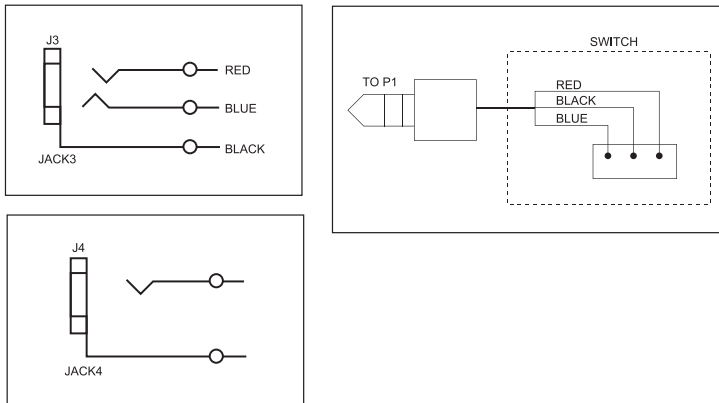 J3
RED
BLUE
BLACK
JACK3
SWITCH
TO P1
RED
BLACK
BLUE
J4
JACK4